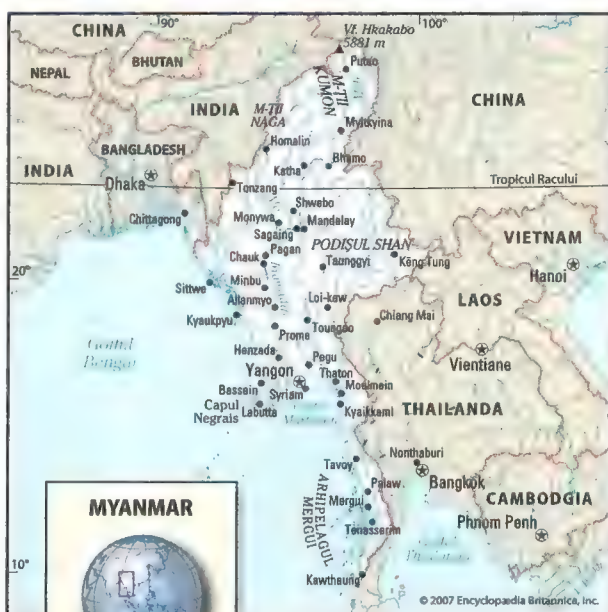 90°
100°
CHINA
Vf. Hkakabo
5881 m
NEPAL
BHUTAN
Putao
M-ȚII
KUMON
INDIA
M-ȚII
NAGA
CHINA
Myitkyina
Homalin
BANGLADESH
INDIA
Dhaka
Katha
Bhamo
Tonzang
Tropicul Racului
Chittagong
Shwebo
Monywa
Mandalay
Sagaing
VIETNAM
PODIȘUL SHAN
Pagan
Chauk
Taunggyi
Keng Tung
Hanoi
20°
Minbu
Sittwe
LAOS
Allanmyo
Loi-kaw
Kyaukpyu
Chiang Mai
Prome
Toungoo
Golful
Bengal
Henzada
Pegu
Vientiane
Yangon
Thaton
Bassein
Syriam
Moulmein
Capul
Negrais
Labutta
Kyaikkami
THAILANDA
Tavoy
Nonthaburi
Bangkok
Palaw
MYANMAR
ARHIPELAGUL
MERGUI
Mergui
CAMBODGIA
Phnom Penh
Tenasserim
10°
Kawthaung
© 2007 Encyclopædia Britannica, Inc.